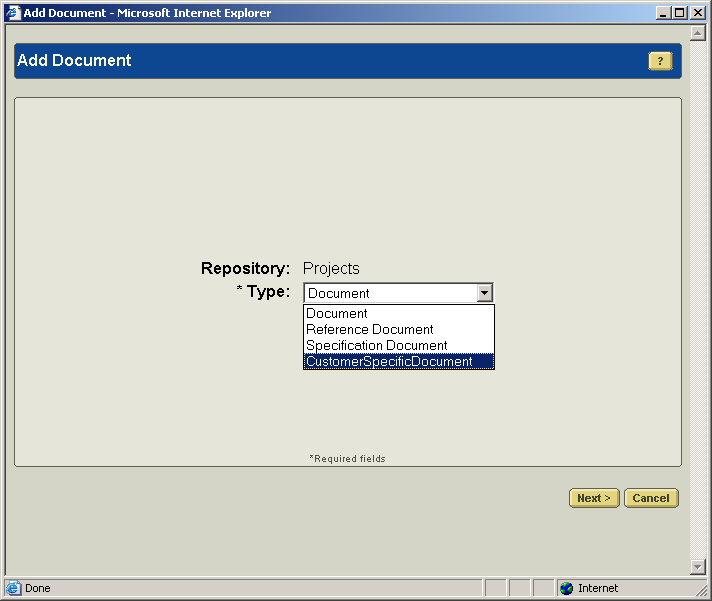 Add Document - Microsoft Internet Explorer
Add Document
?
Repository: Projects
* Type: Document
Document
Reference Document
Specification Document
CustomerSpecificDocument
*Required fields
Next > Cancel
Done Internet